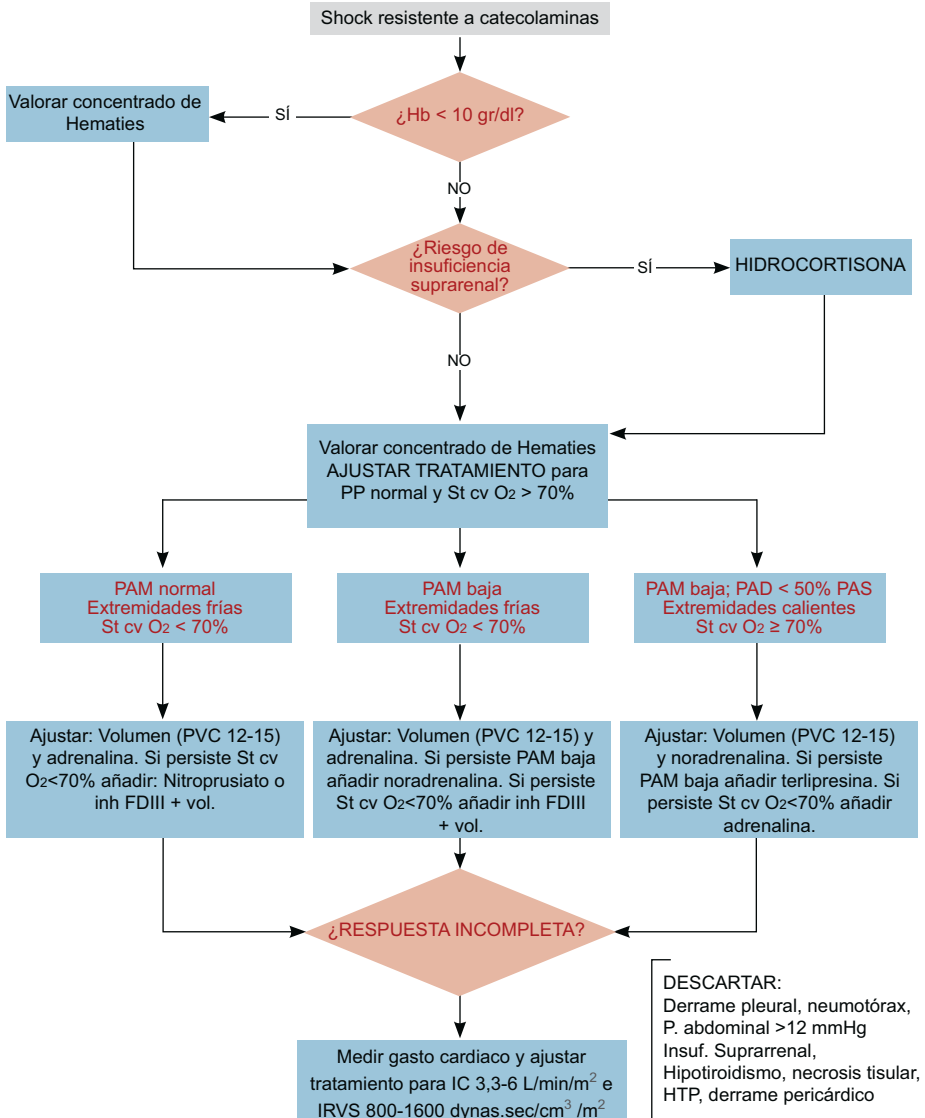 Shock resistente a catecolaminas
¿Hb < 10 gr/dl?
SÍ
Valorar concentrado de
Hematies
NO
¿Riesgo de
insuficiencia
suprarenal?
SÍ
HIDROCORTISONA
NO
Valorar concentrado de Hematies
AJUSTAR TRATAMIENTO para
PP normal y St cv O2 > 70%
PAM normal
Extremidades frías
St cv O2 < 70%
PAM baja
Extremidades frías
St cv O2 < 70%
PAM baja; PAD < 50% PAS
Extremidades calientes
St cv O2 ≥ 70%
Ajustar: Volumen (PVC 12-15)
y adrenalina. Si persiste St cv
O2<70% añadir: Nitroprusiato o
inh FDIII + vol.
Ajustar: Volumen (PVC 12-15) y
adrenalina. Si persiste PAM baja
añadir noradrenalina. Si persiste
St cv O2<70% añadir inh FDIII
+ vol.
Ajustar: Volumen (PVC 12-15)
y noradrenalina. Si persiste
PAM baja añadir terlipresina. Si
persiste St cv O2<70% añadir
adrenalina.
¿RESPUESTA INCOMPLETA?
Medir gasto cardiaco y ajustar
tratamiento para IC 3,3-6 L/min/m² e
IRVS 800-1600 dynas.sec/cm³ /m²
DESCARTAR:
Derrame pleural, neumotórax,
P. abdominal >12 mmHg
Insuf. Suprarrenal,
Hipotiroidismo, necrosis tisular,
HTP, derrame pericárdico